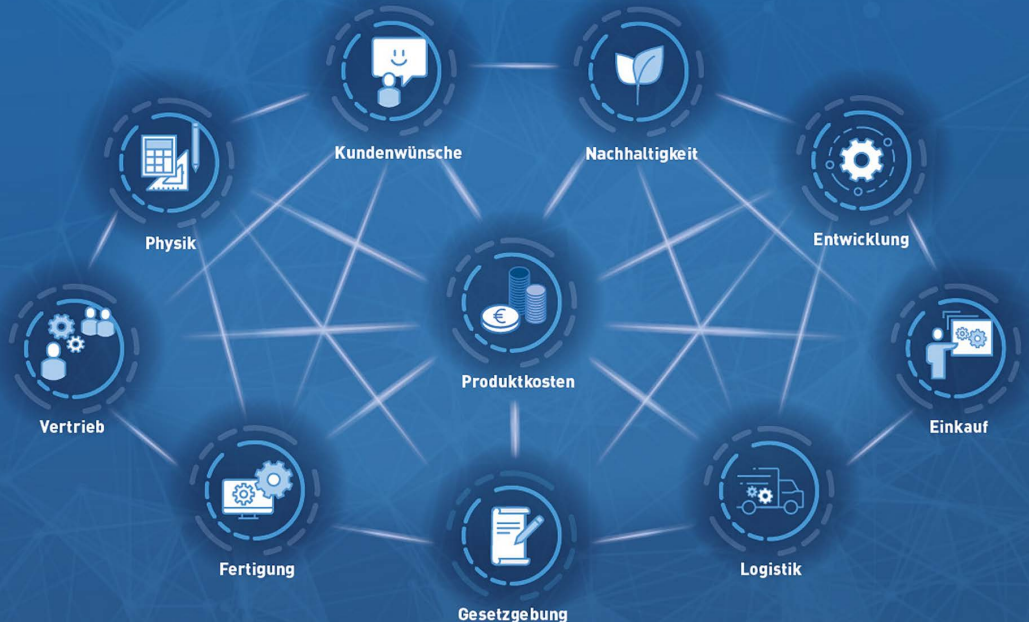 Kundenwünsche
Nachhaltigkeit
Physik
Entwicklung
€
Produktkosten
Vertrieb
Einkauf
Fertigung
Logistik
Gesetzgebung